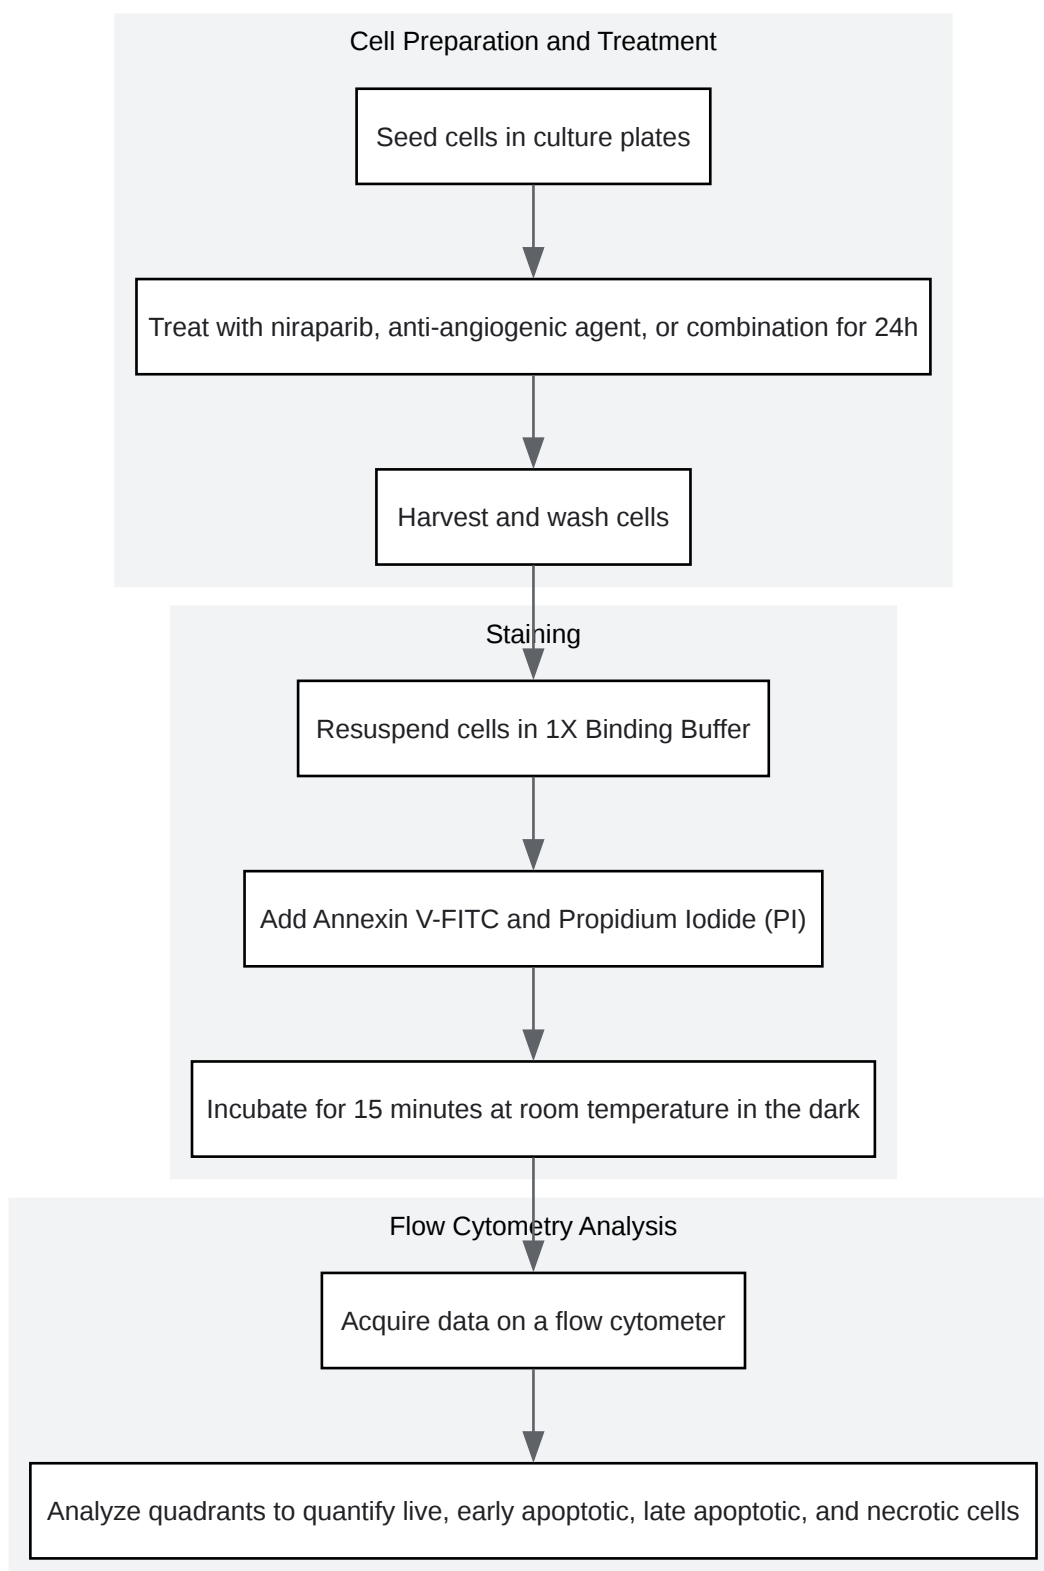 Cell Preparation and Treatment
Seed cells in culture plates
Treat with niraparib, anti-angiogenic agent, or combination for 24h
Harvest and wash cells
Staining
Resuspend cells in 1X Binding Buffer
Add Annexin V-FITC and Propidium Iodide (PI)
Incubate for 15 minutes at room temperature in the dark
Flow Cytometry Analysis
Acquire data on a flow cytometer
Analyze quadrants to quantify live, early apoptotic, late apoptotic, and necrotic cells